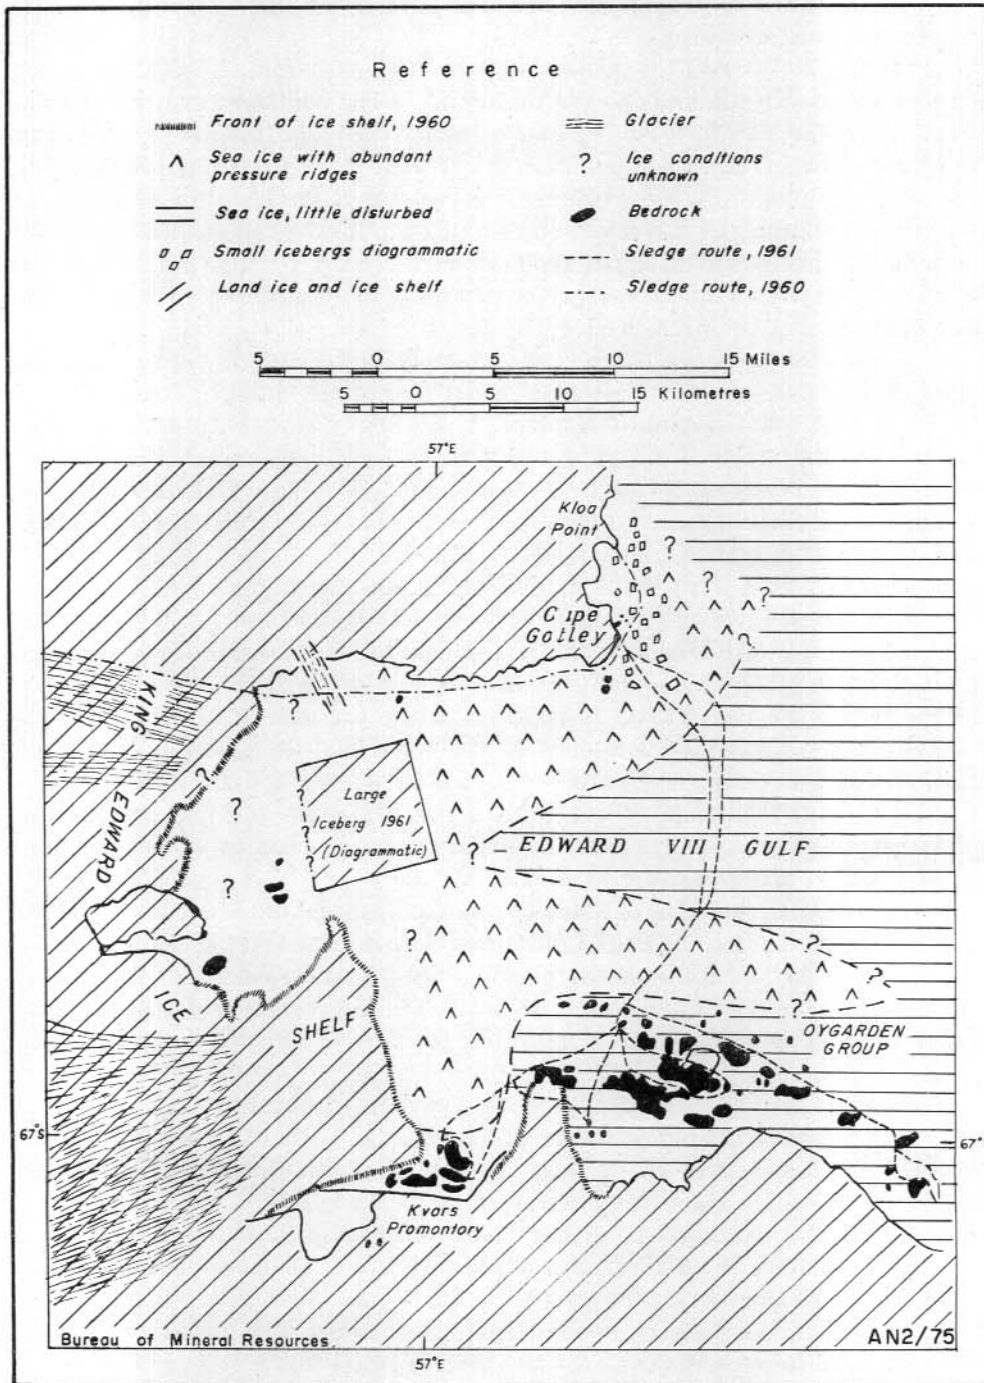 Reference
Front of ice shelf, 1960
Sea ice with abundant
pressure ridges
Sea ice, little disturbed
Small icebergs diagrammatic
Land ice and ice shelf
Glacier
? Ice conditions
unknown
Bedrock
Sledge route, 1961
Sledge route, 1960
5 0 5 10 15 Miles
5 0 5 10 15 Kilometres
57°E
Kloa
Point
Cape
Gotley
KING
EDWARD
ICE
SHELF
Large
Iceberg 1961
(Diagrammatic)
EDWARD VIII GULF
OYGARDEN
GROUP
67°S
67°
Kvars
Promontory
Bureau of Mineral Resources.
AN2/75
57°E